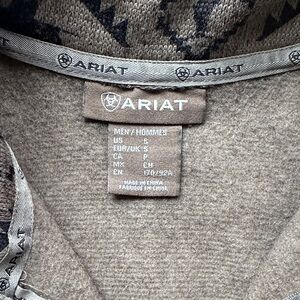 ARIAT
ARIAT
ARIAT
MEN / HOMMES
US S
EUR/UK S
CA P
MX CH
CN 170/92A
MADE IN CHINA
FABRIQUÉ EN CHINE
ARIAT